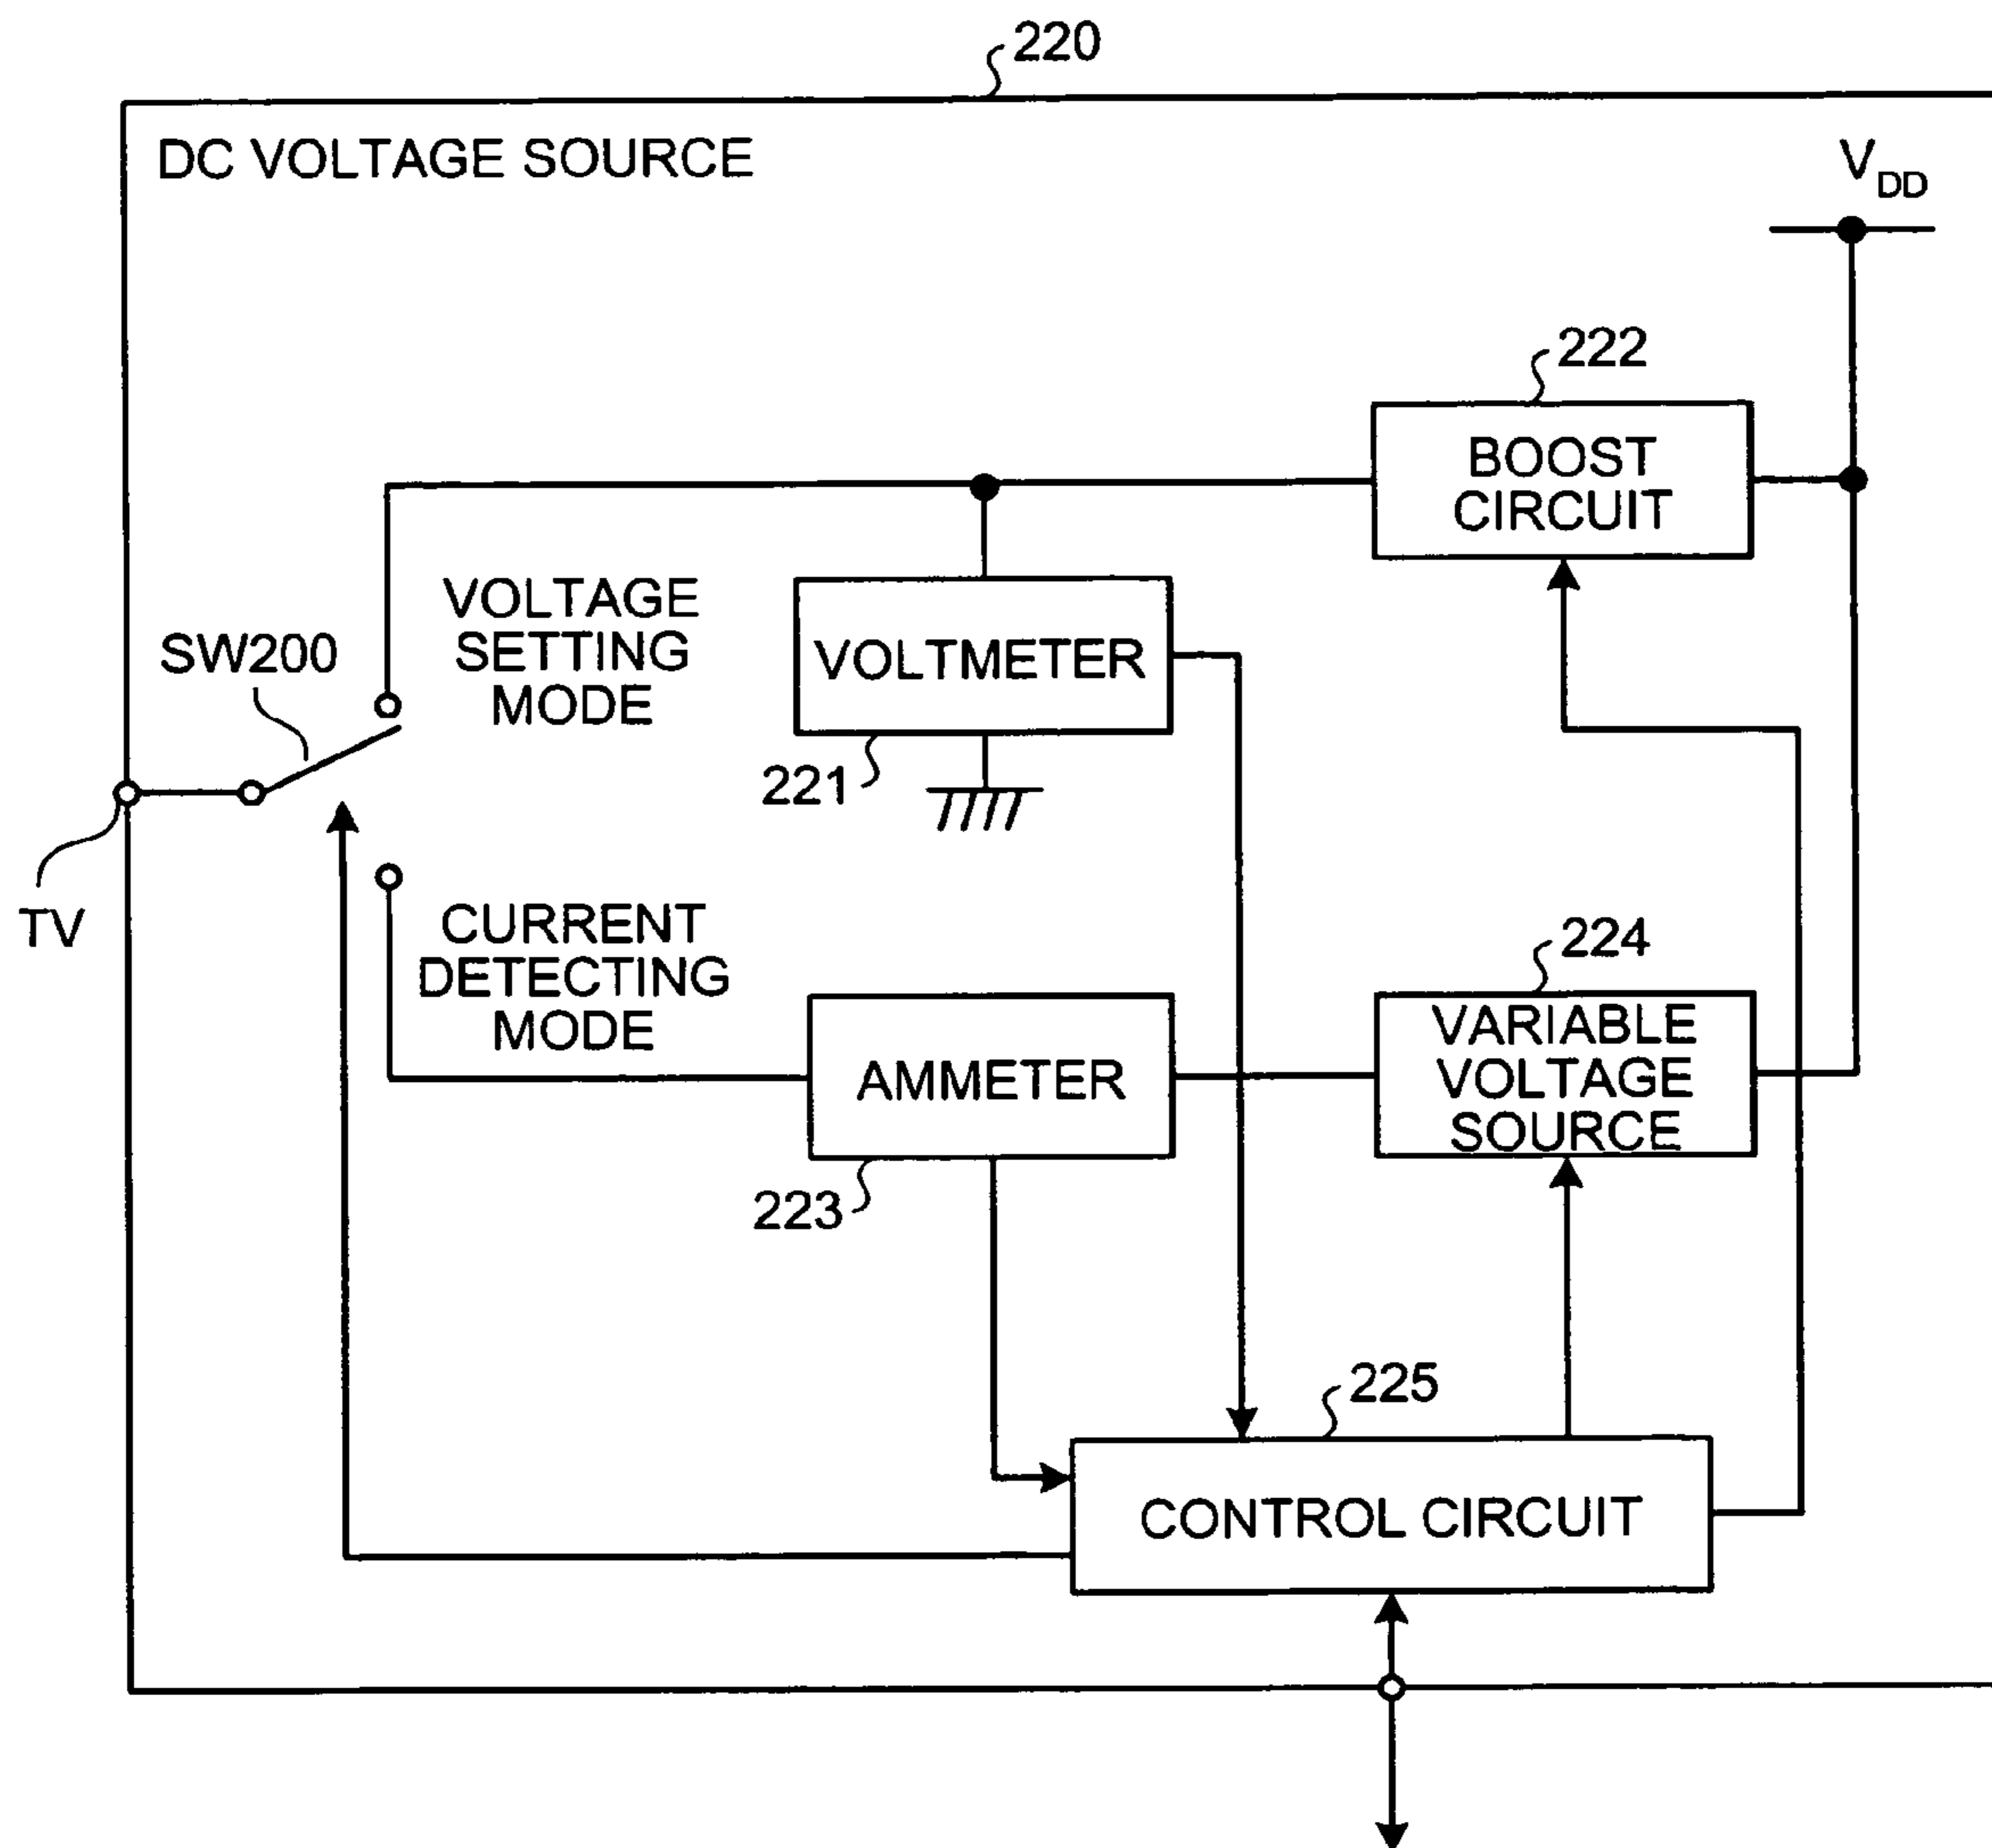 220
DC VOLTAGE SOURCE
VDD
222
BOOST
CIRCUIT
VOLTAGE
SETTING
MODE
SW200
VOLTMETER
221
TV
CURRENT
DETECTING
MODE
224
VARIABLE
VOLTAGE
SOURCE
AMMETER
223
225
CONTROL CIRCUIT